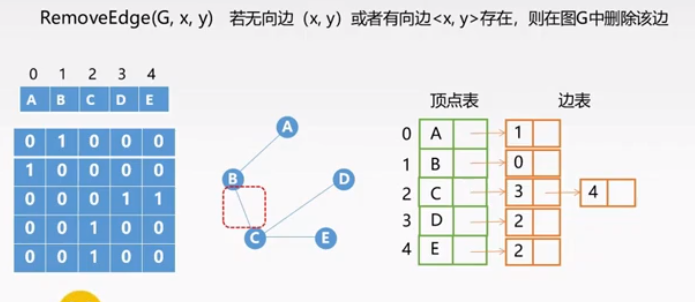 RemoveEdge(G, x, y) 若无向边（x, y）或者有向边<x, y>存在，则在图G中删除该边
0 1 2 3 4
A B C D E
0 1 0 0 0
1 0 0 0 0
0 0 0 1 1
0 0 1 0 0
0 0 1 0 0
A
B
D
C
E
顶点表 边表
0 A 1
1 B 0
2 C 3 4
3 D 2
4 E 2